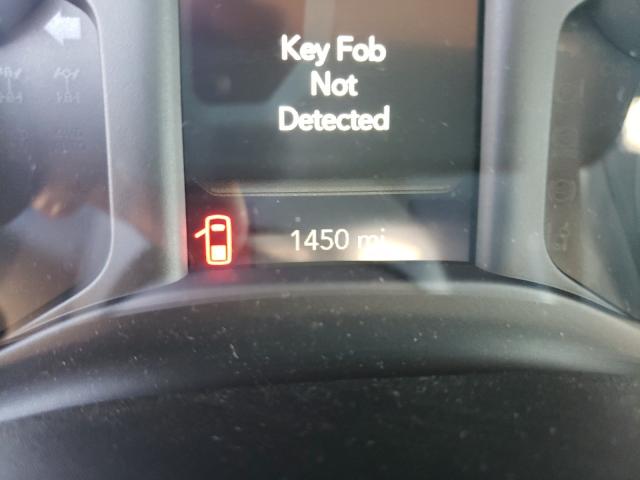 Key Fob
Not
Detected
1450 mi